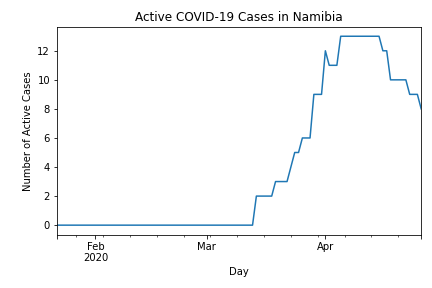 Active COVID-19 Cases in Namibia
Number of Active Cases
12
10
8
6
4
2
0
Feb
2020
Mar
Apr
Day